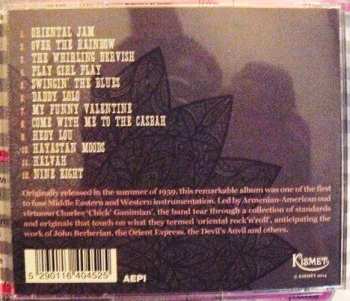 1. ORIENTAL JAM
2. OVER THE RAINBOW
3. THE WHIRLING DERVISH
4. PLAY GIRL PLAY
5. SWINGIN' THE BLUES
6. DADDY LOLO
7. MY FUNNY VALENTINE
8. COME WITH ME TO THE CASBAH
9. HEDY LOU
10. HAYASTAN MOODS
11. HALVAH
12. NINE EIGHT
Originally released in the summer of 1959, this remarkable album was one of the first
to fuse Middle Eastern and Western instrumentation. Led by Armenian-American oud
virtuoso Charles 'Chick' Ganimian, the band tear through a collection of standards
and originals that touch on what they termed 'oriental rock'n'roll', anticipating the
work of John Berberian, the Orient Express, the Devil's Anvil and others.
5 290116 404525
AEPI
KISMET
© KISMET 2014